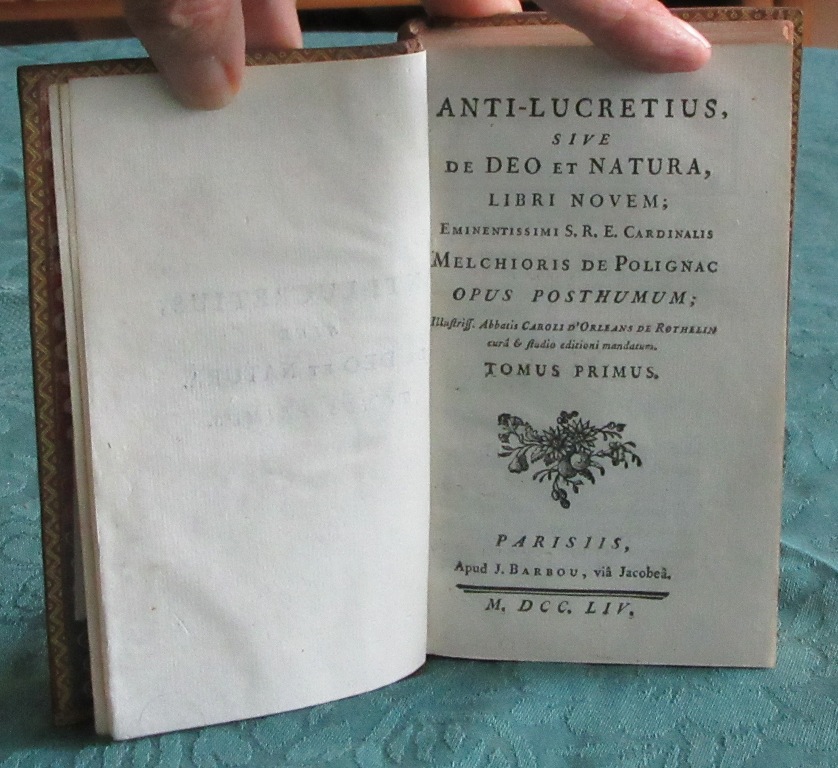 ANTI-LUCRETIUS,
SIVE
DE DEO ET NATURA,
LIBRI NOVEM;
EMINENTISSIMI S. R. E. CARDINALIS
MELCHIORIS DE POLIGNAC
OPUS POSTHUMUM;
Illustriss. Abbatis CAROLI D'ORLEANS DE ROTHELIN
curâ & studio editioni mandatum.
TOMUS PRIMUS.
PARISIIS,
Apud J. BARBOU, viâ Jacobeâ.
M. DCC. LIV.